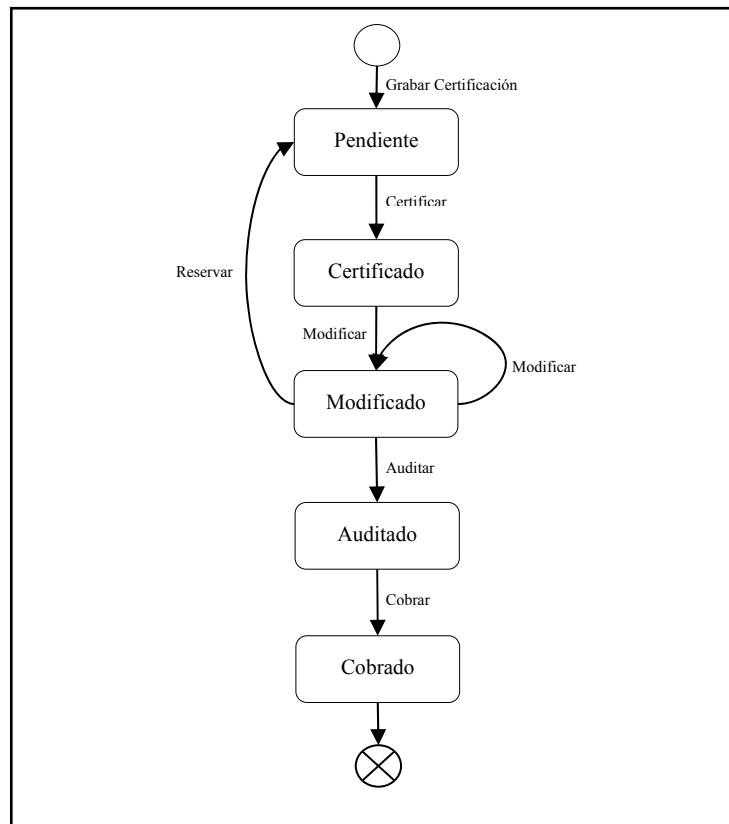 Grabar Certificación
Pendiente
Certificar
Certificado
Reservar
Modificar
Modificar
Modificado
Auditar
Auditado
Cobrar
Cobrado